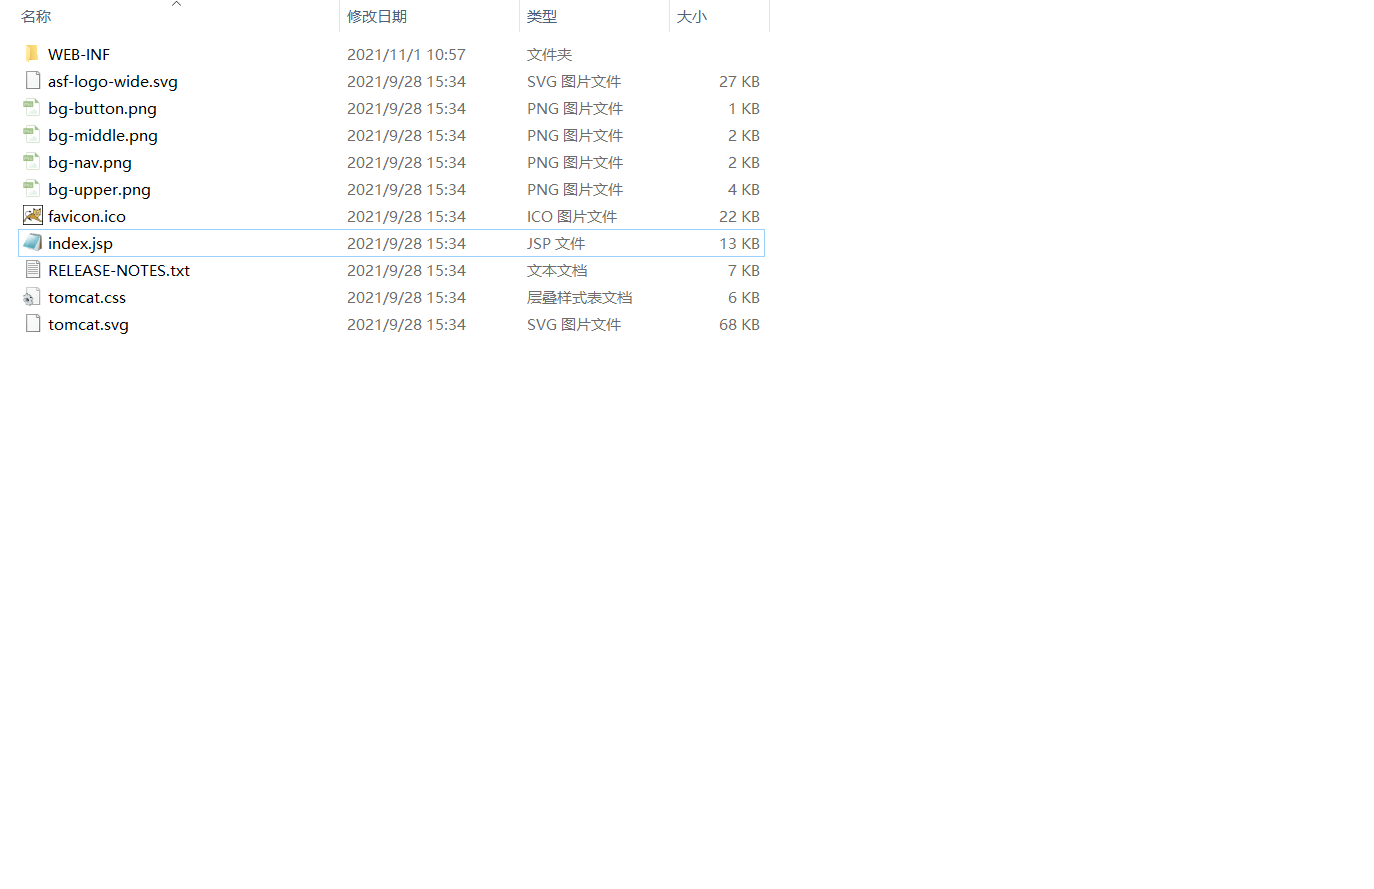 名称 修改日期 类型 大小
WEB-INF 2021/11/1 10:57 文件夹
asf-logo-wide.svg 2021/9/28 15:34 SVG 图片文件 27 KB
bg-button.png 2021/9/28 15:34 PNG 图片文件 1 KB
bg-middle.png 2021/9/28 15:34 PNG 图片文件 2 KB
bg-nav.png 2021/9/28 15:34 PNG 图片文件 2 KB
bg-upper.png 2021/9/28 15:34 PNG 图片文件 4 KB
favicon.ico 2021/9/28 15:34 ICO 图片文件 22 KB
index.jsp 2021/9/28 15:34 JSP 文件 13 KB
RELEASE-NOTES.txt 2021/9/28 15:34 文本文档 7 KB
tomcat.css 2021/9/28 15:34 层叠样式表文档 6 KB
tomcat.svg 2021/9/28 15:34 SVG 图片文件 68 KB